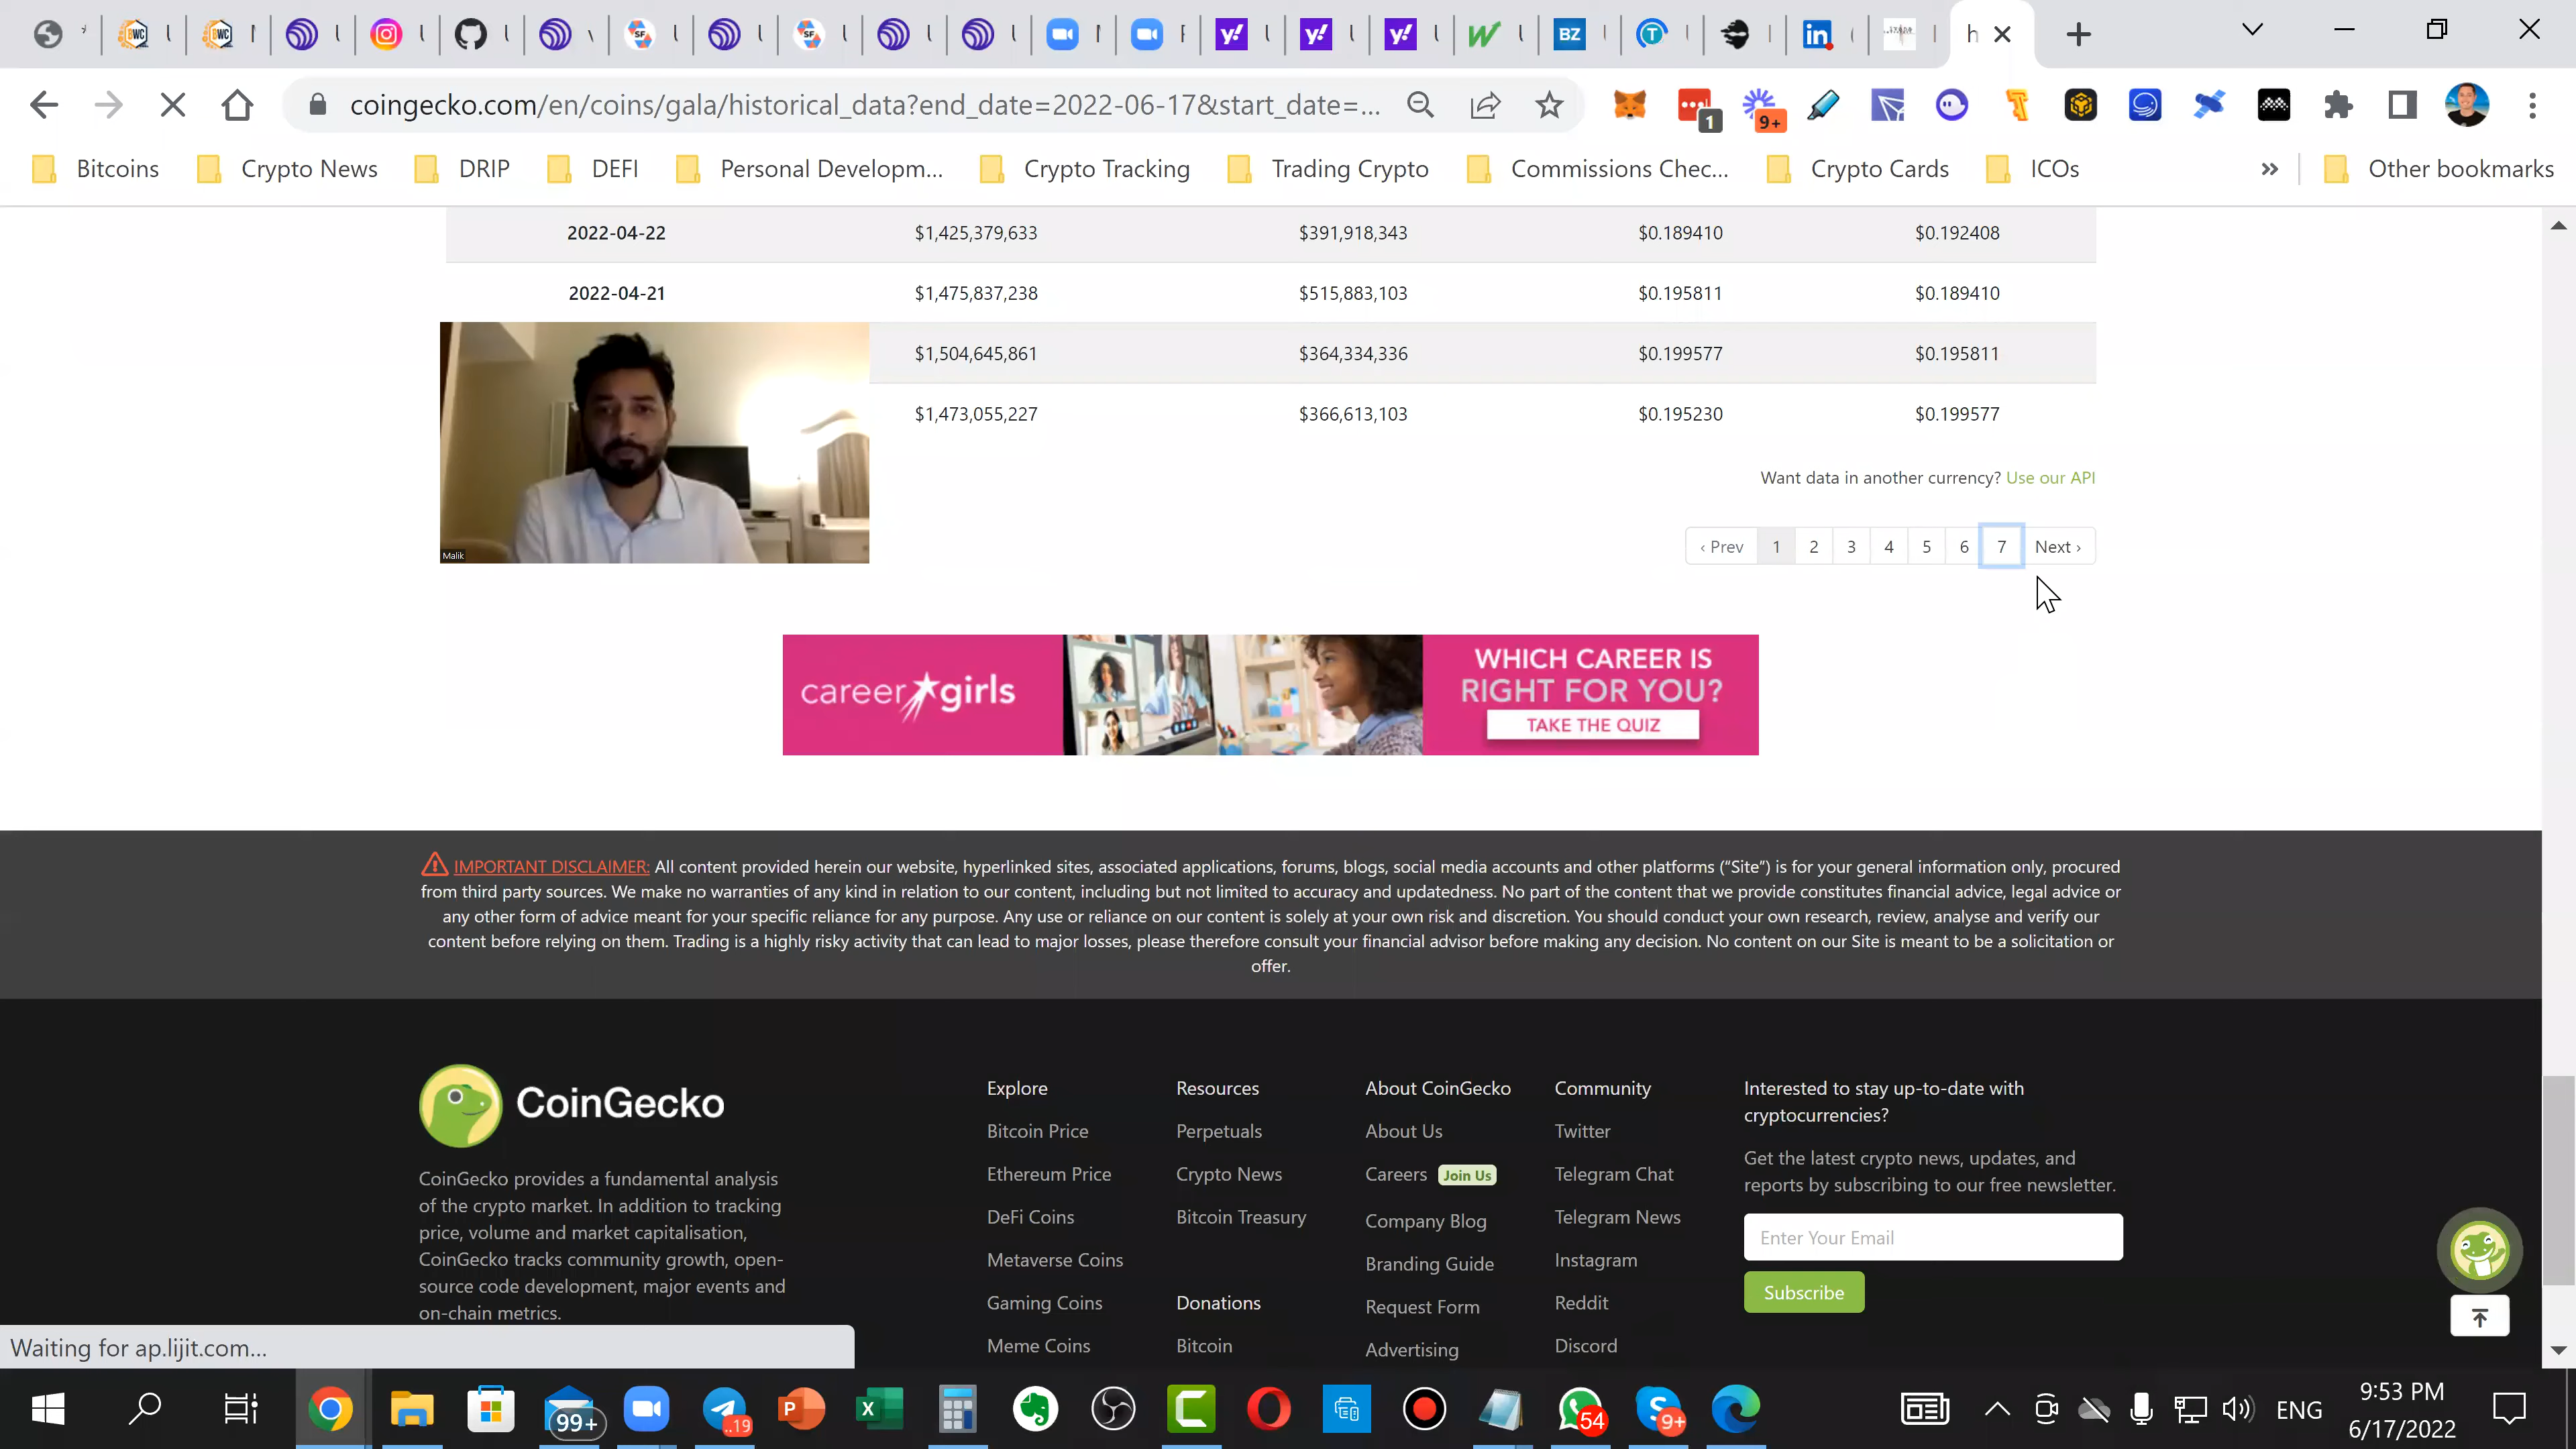 coingecko.com/en/coins/gala/historical_data?end_date=2022-06-17&start_date=...
1
9+
Bitcoins Crypto News DRIP DEFI Personal Developm... Crypto Tracking Trading Crypto Commissions Chec... Crypto Cards ICOs » Other bookmarks
2022-04-22 $1,425,379,633 $391,918,343 $0.189410 $0.192408
2022-04-21 $1,475,837,238 $515,883,103 $0.195811 $0.189410
$1,504,645,861 $364,334,336 $0.199577 $0.195811
$1,473,055,227 $366,613,103 $0.195230 $0.199577
Malik
Want data in another currency? Use our API
‹ Prev 1 2 3 4 5 6 7 Next ›
career girls
WHICH CAREER IS
RIGHT FOR YOU?
TAKE THE QUIZ
IMPORTANT DISCLAIMER: All content provided herein our website, hyperlinked sites, associated applications, forums, blogs, social media accounts and other platforms (“Site”) is for your general information only, procured
from third party sources. We make no warranties of any kind in relation to our content, including but not limited to accuracy and updatedness. No part of the content that we provide constitutes financial advice, legal advice or
any other form of advice meant for your specific reliance for any purpose. Any use or reliance on our content is solely at your own risk and discretion. You should conduct your own research, review, analyse and verify our
content before relying on them. Trading is a highly risky activity that can lead to major losses, please therefore consult your financial advisor before making any decision. No content on our Site is meant to be a solicitation or
offer.
CoinGecko
CoinGecko provides a fundamental analysis
of the crypto market. In addition to tracking
price, volume and market capitalisation,
CoinGecko tracks community growth, open-
source code development, major events and
on-chain metrics.
Explore
Bitcoin Price
Ethereum Price
DeFi Coins
Metaverse Coins
Gaming Coins
Meme Coins
Resources
Perpetuals
Crypto News
Bitcoin Treasury
Donations
Bitcoin
About CoinGecko
About Us
Careers Join Us
Company Blog
Branding Guide
Request Form
Advertising
Community
Twitter
Telegram Chat
Telegram News
Instagram
Reddit
Discord
Interested to stay up-to-date with
cryptocurrencies?
Get the latest crypto news, updates, and
reports by subscribing to our free newsletter.
Enter Your Email
Subscribe
Waiting for ap.lijit.com...
99+
..19
54
9+
ENG
9:53 PM
6/17/2022